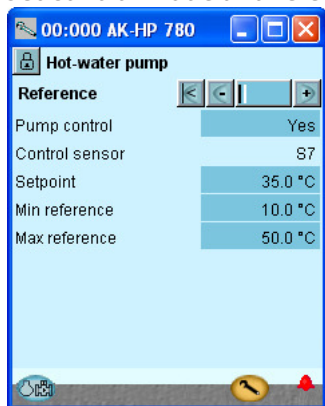 00:000 AK-HP 780
Hot-water pump
Reference
Pump control Yes
Control sensor S7
Setpoint 35.0 °C
Min reference 10.0 °C
Max reference 50.0 °C